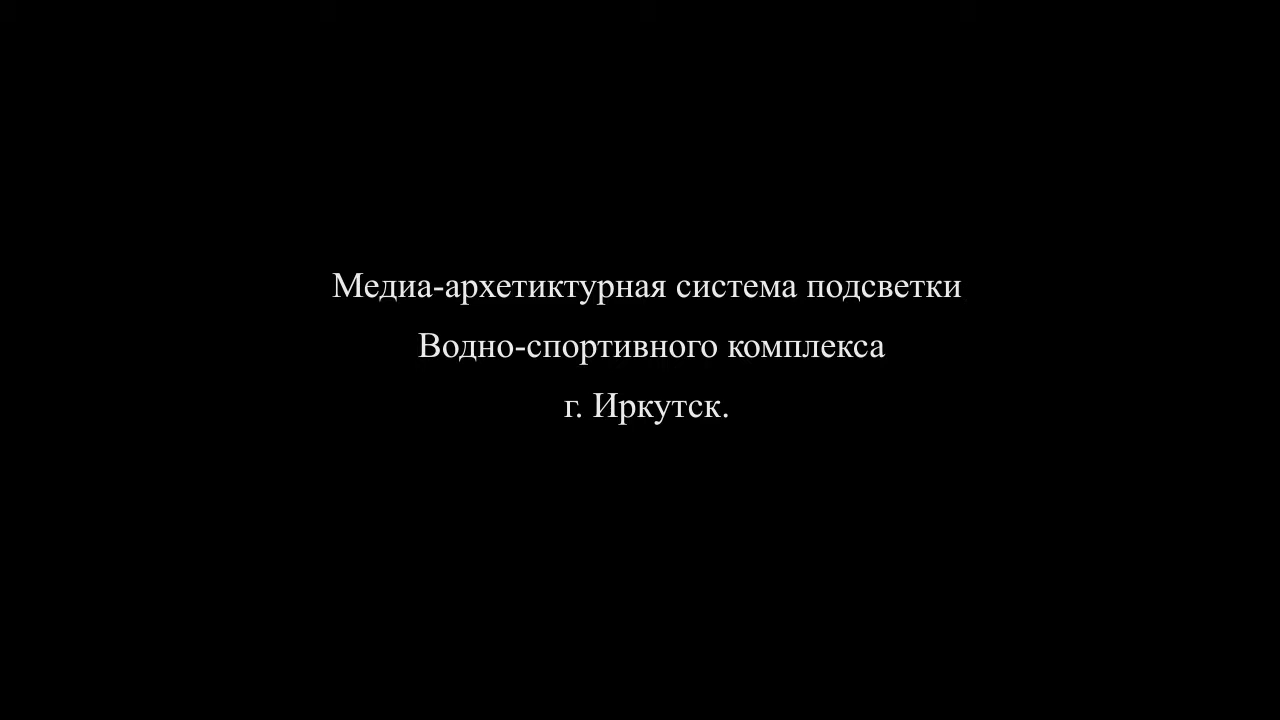 Медиа-архетиктурная система подсветки
Водно-спортивного комплекса
г. Иркутск.